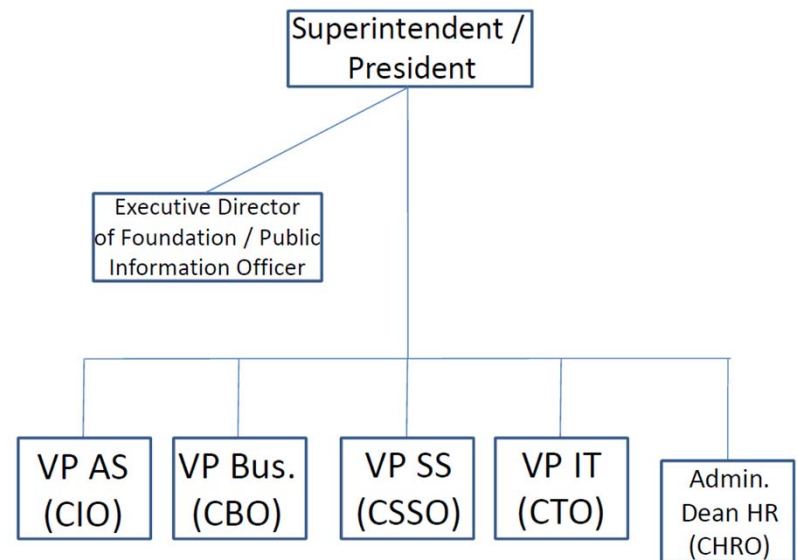 Superintendent /
President
Executive Director
of Foundation / Public
Information Officer
VP AS
(CIO)
VP Bus.
(CBO)
VP SS
(CSSO)
VP IT
(CTO)
Admin.
Dean HR
(CHRO)